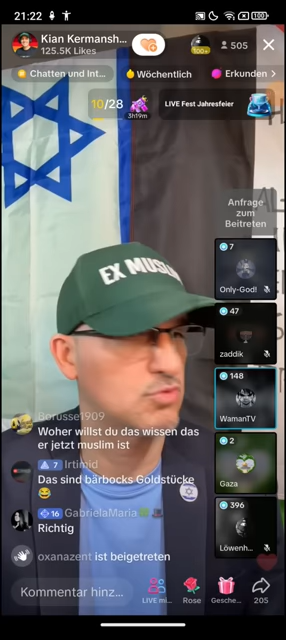 21:22
100
Kian Kermansh...
125.5K Likes
100+
505
Chatten und Int...
Wöchentlich
Erkunden
10/28
3h19m
LIVE Fest Jahresfeier
Anfrage
zum
Beitreten
EX MUSLIM
7
Only-God!
47
zaddik
148
WamanTV
2
Gaza
396
Löwenh...
Borusse1909
Woher willst du das wissen das
er jetzt muslim ist
7 Irtimid
Das sind bärbocks Goldstücke
😂
16 GabrielaMaria
Richtig
oxanazent ist beigetreten
Kommentar hinz...
LIVE mi...
Rose
Gesche...
205